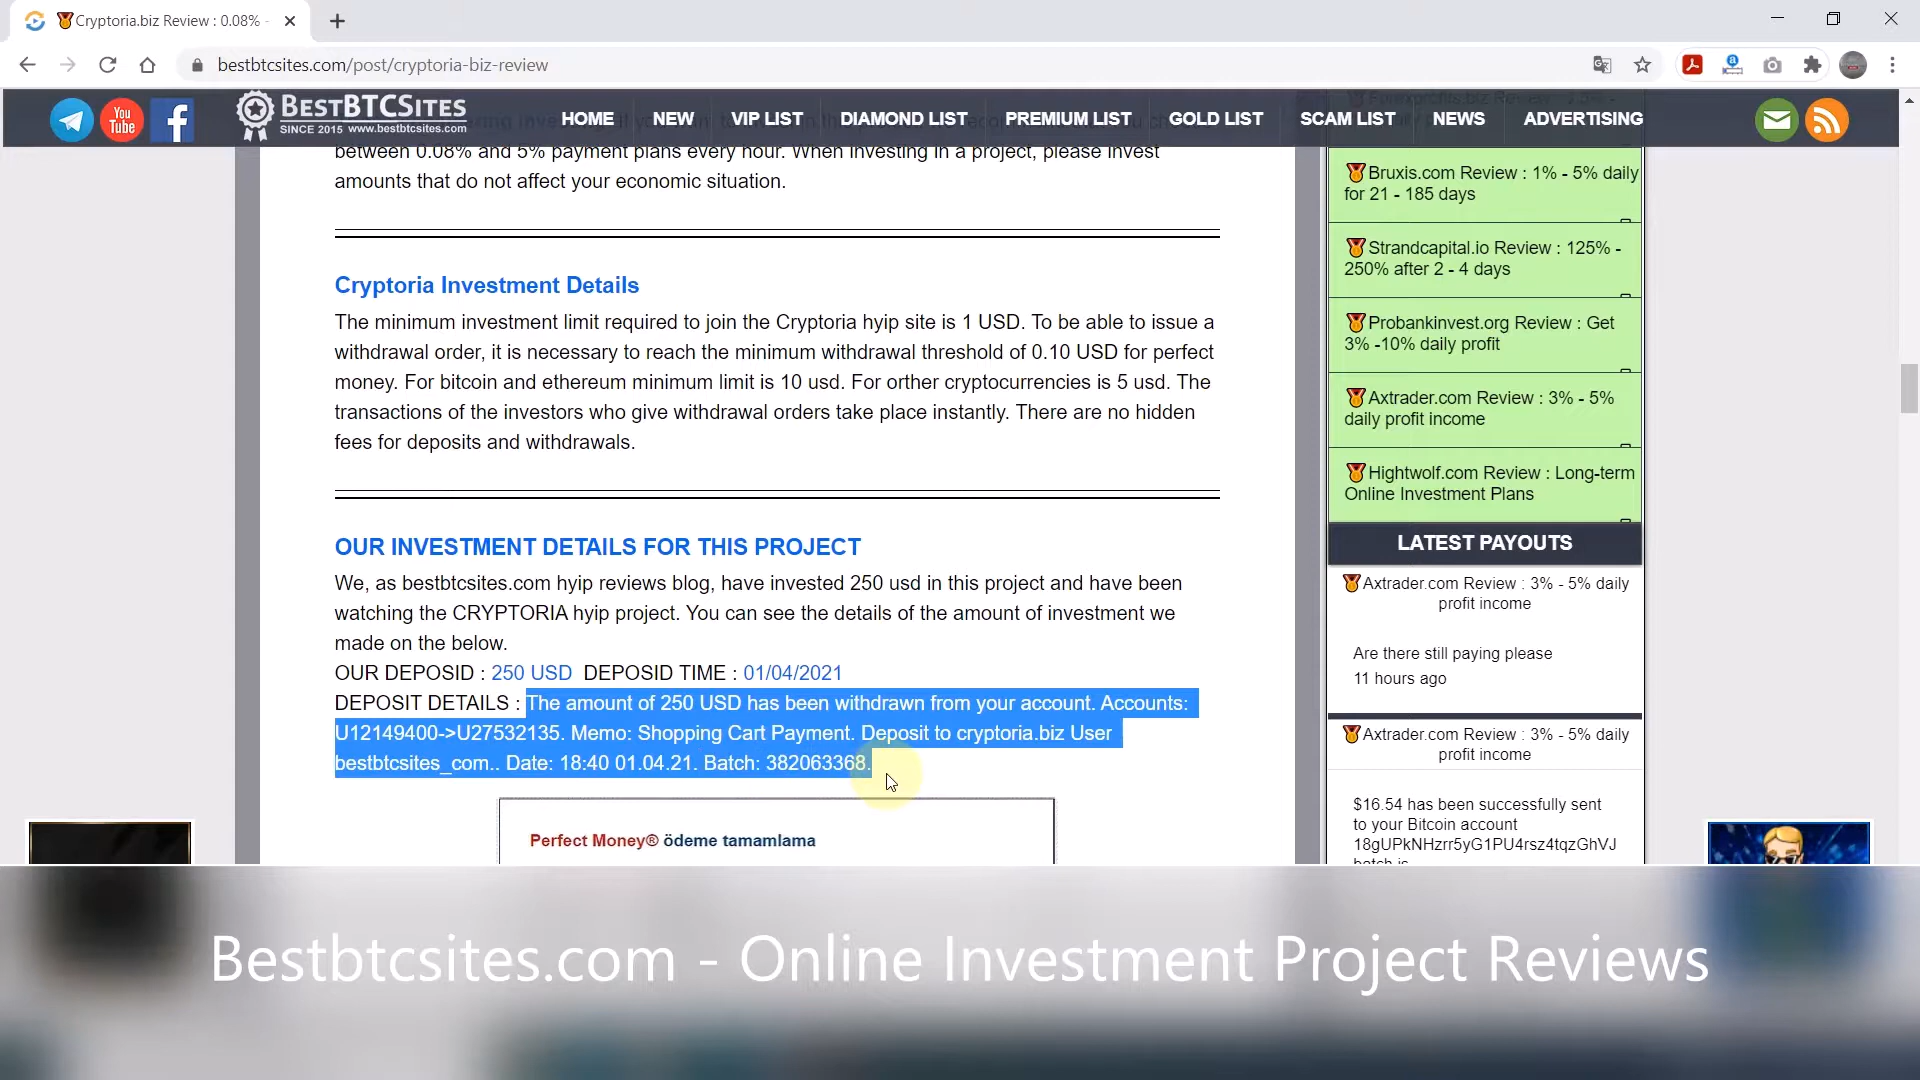 Cryptoria.biz Review : 0.08% -
bestbtcsites.com/post/cryptoria-biz-review
You
Tube
BESTBTCSITES
SINCE 2015 www.bestbtcsites.com
HOME NEW VIP LIST DIAMOND LIST PREMIUM LIST GOLD LIST SCAM LIST NEWS ADVERTISING
between 0.08% and 5% payment plans every hour. When investing in a project, please invest
amounts that do not affect your economic situation.
Cryptoria Investment Details
The minimum investment limit required to join the Cryptoria hyip site is 1 USD. To be able to issue a
withdrawal order, it is necessary to reach the minimum withdrawal threshold of 0.10 USD for perfect
money. For bitcoin and ethereum minimum limit is 10 usd. For orther cryptocurrencies is 5 usd. The
transactions of the investors who give withdrawal orders take place instantly. There are no hidden
fees for deposits and withdrawals.
OUR INVESTMENT DETAILS FOR THIS PROJECT
We, as bestbtcsites.com hyip reviews blog, have invested 250 usd in this project and have been
watching the CRYPTORIA hyip project. You can see the details of the amount of investment we
made on the below.
OUR DEPOSID : 250 USD DEPOSID TIME : 01/04/2021
DEPOSIT DETAILS : The amount of 250 USD has been withdrawn from your account. Accounts:
U12149400->U27532135. Memo: Shopping Cart Payment. Deposit to cryptoria.biz User
bestbtcsites_com.. Date: 18:40 01.04.21. Batch: 382063368.
Perfect Money® ödeme tamamlama
Bruxis.com Review : 1% - 5% daily
for 21 - 185 days
Strandcapital.io Review : 125% -
250% after 2 - 4 days
Probankinvest.org Review : Get
3% -10% daily profit
Axtrader.com Review : 3% - 5%
daily profit income
Hightwolf.com Review : Long-term
Online Investment Plans
LATEST PAYOUTS
Axtrader.com Review : 3% - 5% daily
profit income
Are there still paying please
11 hours ago
Axtrader.com Review : 3% - 5% daily
profit income
$16.54 has been successfully sent
to your Bitcoin account
18gUPkNHzrr5yG1PU4rsz4tqzGhVJ
Bestbtcsites.com - Online Investment Project Reviews